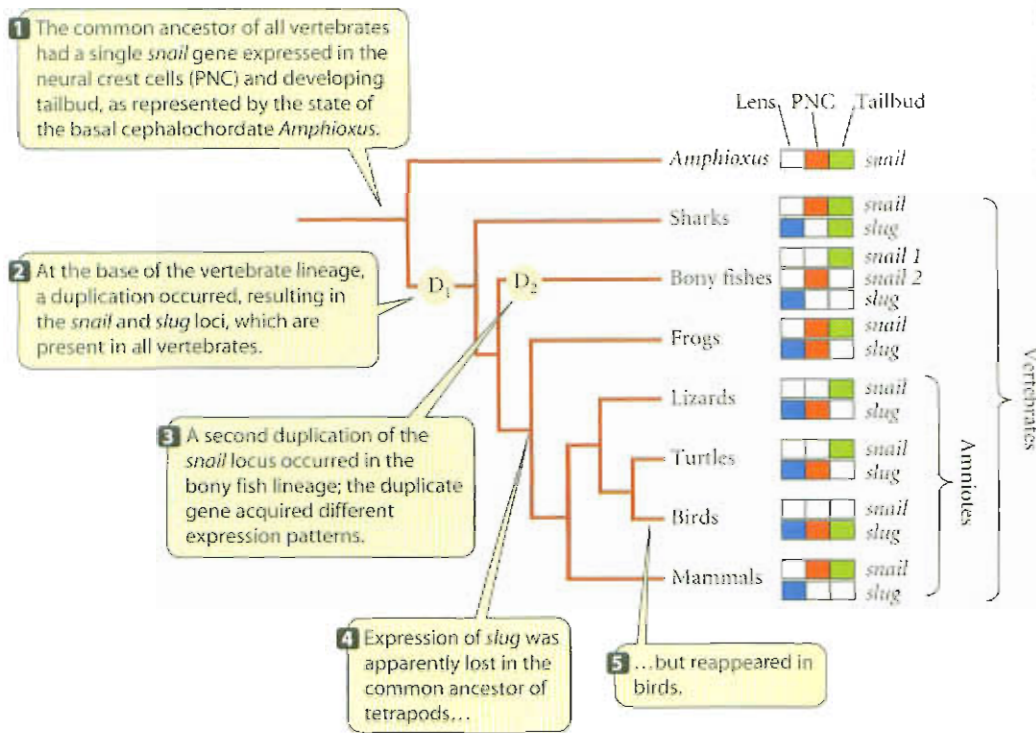 1 The common ancestor of all vertebrates
had a single snail gene expressed in the
neural crest cells (PNC) and developing
tailbud, as represented by the state of
the basal cephalochordate Amphioxus.
Lens PNC Tailbud
Amphioxus snail
Sharks snail
slug
2 At the base of the vertebrate lineage,
a duplication occurred, resulting in
the snail and slug loci, which are
present in all vertebrates.
D1
D2
Bony fishes snail 1
snail 2
slug
Frogs snail
slug
Lizards snail
slug
Turtles snail
slug
Birds snail
slug
Mammals snail
slug
Amniotes
Vertebrates
3 A second duplication of the
snail locus occurred in the
bony fish lineage; the duplicate
gene acquired different
expression patterns.
4 Expression of slug was
apparently lost in the
common ancestor of
tetrapods…
5 …but reappeared in
birds.